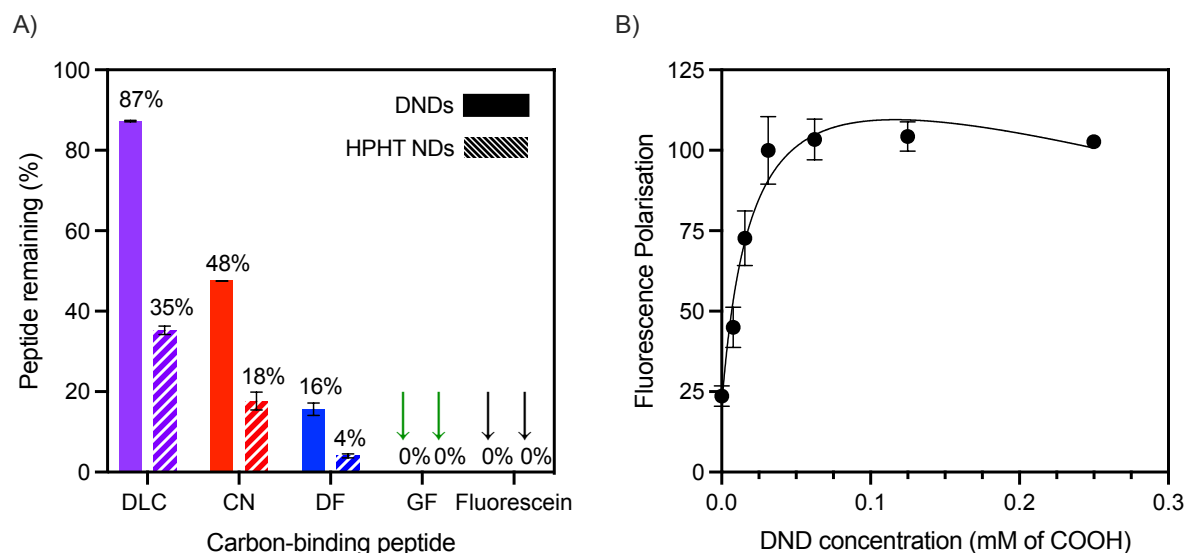 A)
Peptide remaining (%)
100
80
60
40
20
0
87%
35%
48%
18%
16%
4%
0% 0%
0% 0%
DNDs
HPHT NDs
DLC CN DF GF Fluorescein
Carbon-binding peptide
B)
Fluorescence Polarisation
125
100
75
50
25
0
0.0 0.1 0.2 0.3
DND concentration (mM of COOH)